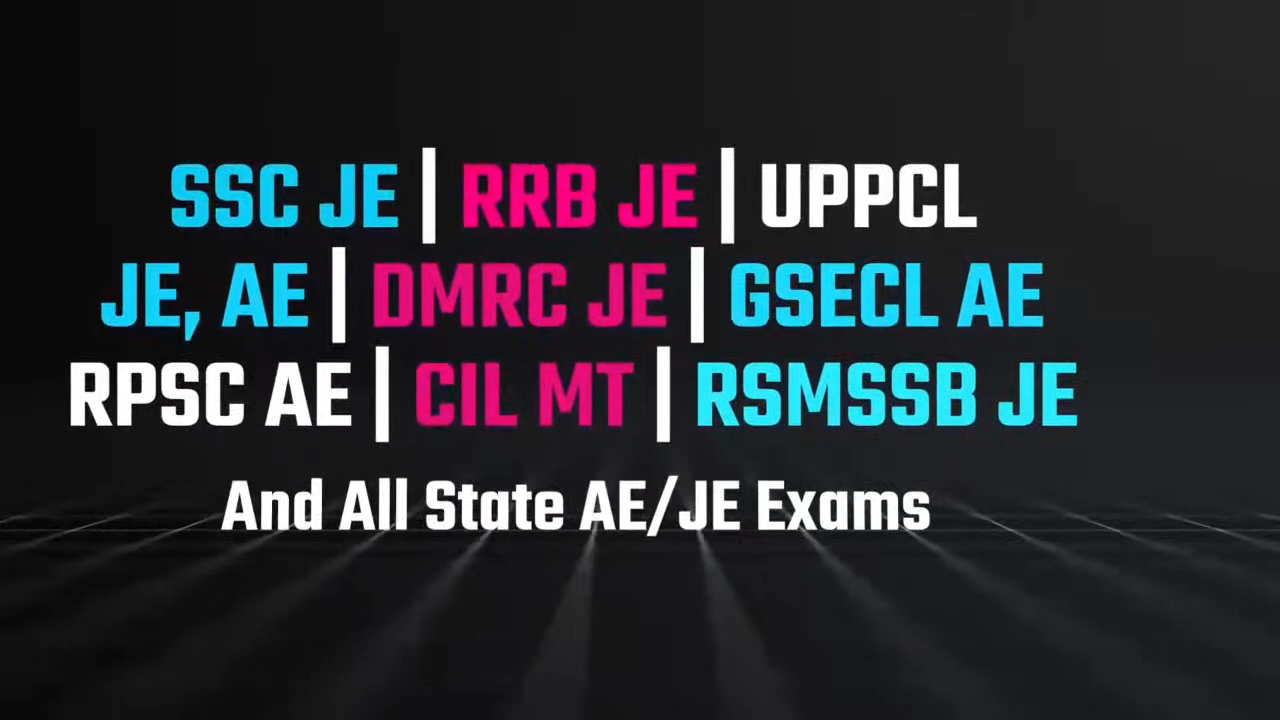 SSC JE | RRB JE | UPPCL
JE, AE | DMRC JE | GSECL AE
RPSC AE | CIL MT | RSMSSB JE
And All State AE/JE Exams